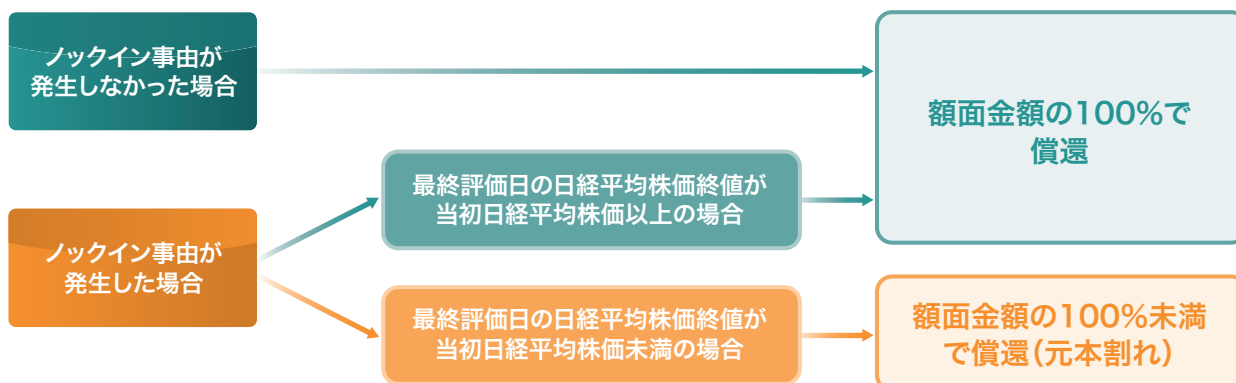 ノックイン事由が
発生しなかった場合
額面金額の100%で
償還
最終評価日の日経平均株価終値が
当初日経平均株価以上の場合
ノックイン事由が
発生した場合
最終評価日の日経平均株価終値が
当初日経平均株価未満の場合
額面金額の100%未満
で償還(元本割れ)